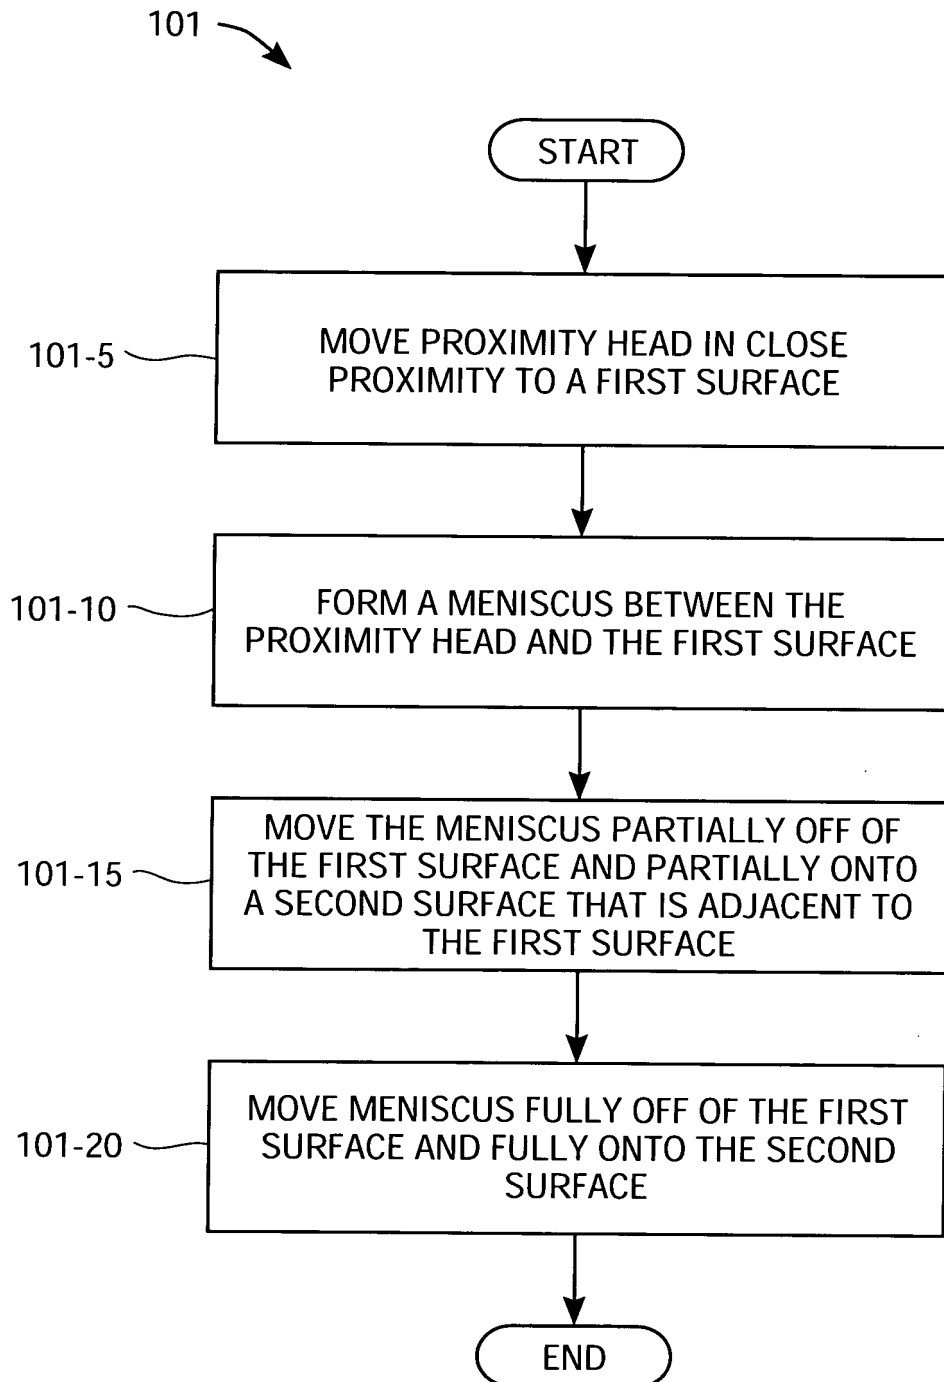 101
START
101-5
MOVE PROXIMITY HEAD IN CLOSE
PROXIMITY TO A FIRST SURFACE
101-10
FORM A MENISCUS BETWEEN THE
PROXIMITY HEAD AND THE FIRST SURFACE
101-15
MOVE THE MENISCUS PARTIALLY OFF OF
THE FIRST SURFACE AND PARTIALLY ONTO
A SECOND SURFACE THAT IS ADJACENT TO
THE FIRST SURFACE
101-20
MOVE MENISCUS FULLY OFF OF THE FIRST
SURFACE AND FULLY ONTO THE SECOND
SURFACE
END